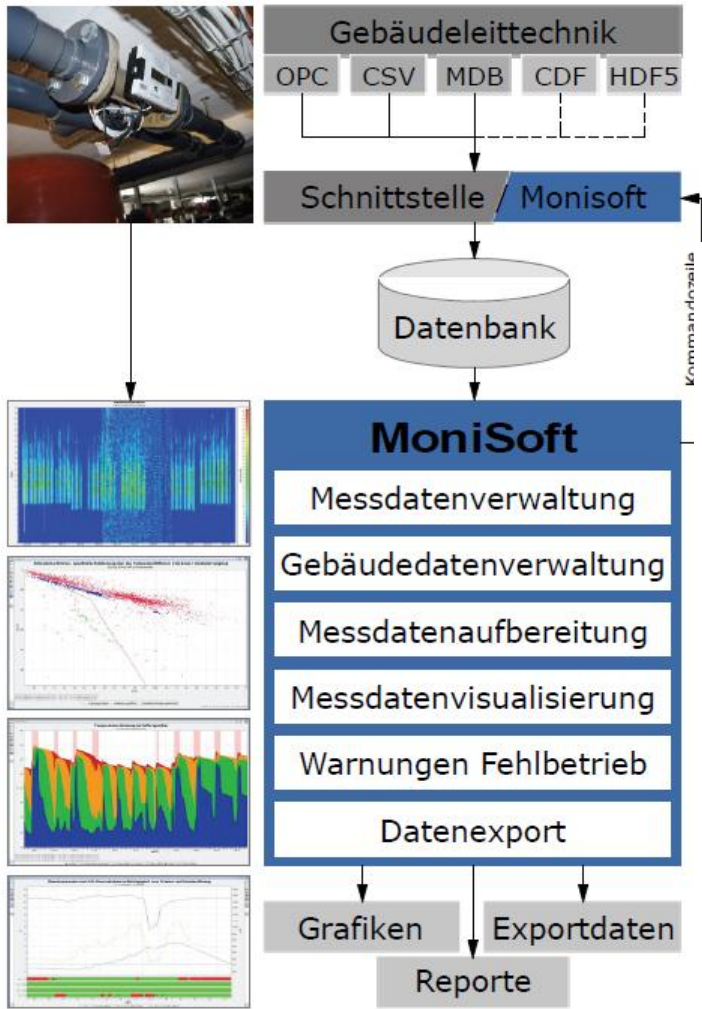 Gebäudeleittechnik
OPC
CSV
MDB
CDF
HDF5
Schnittstelle
Monisoft
Kommandozeile
Datenbank
MoniSoft
Messdatenverwaltung
Gebäudedatenverwaltung
Messdatenaufbereitung
Messdatenvisualisierung
Warnungen Fehlbetrieb
Datenexport
Grafiken
Exportdaten
Reporte